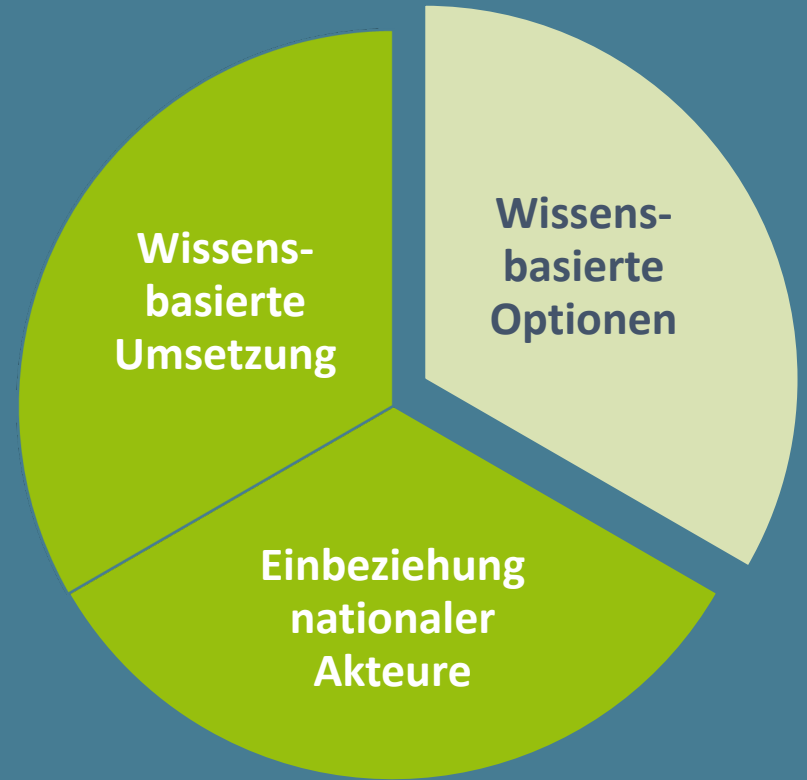 Wissens-
basierte
Umsetzung
Wissens-
basierte
Optionen
Einbeziehung
nationaler
Akteure